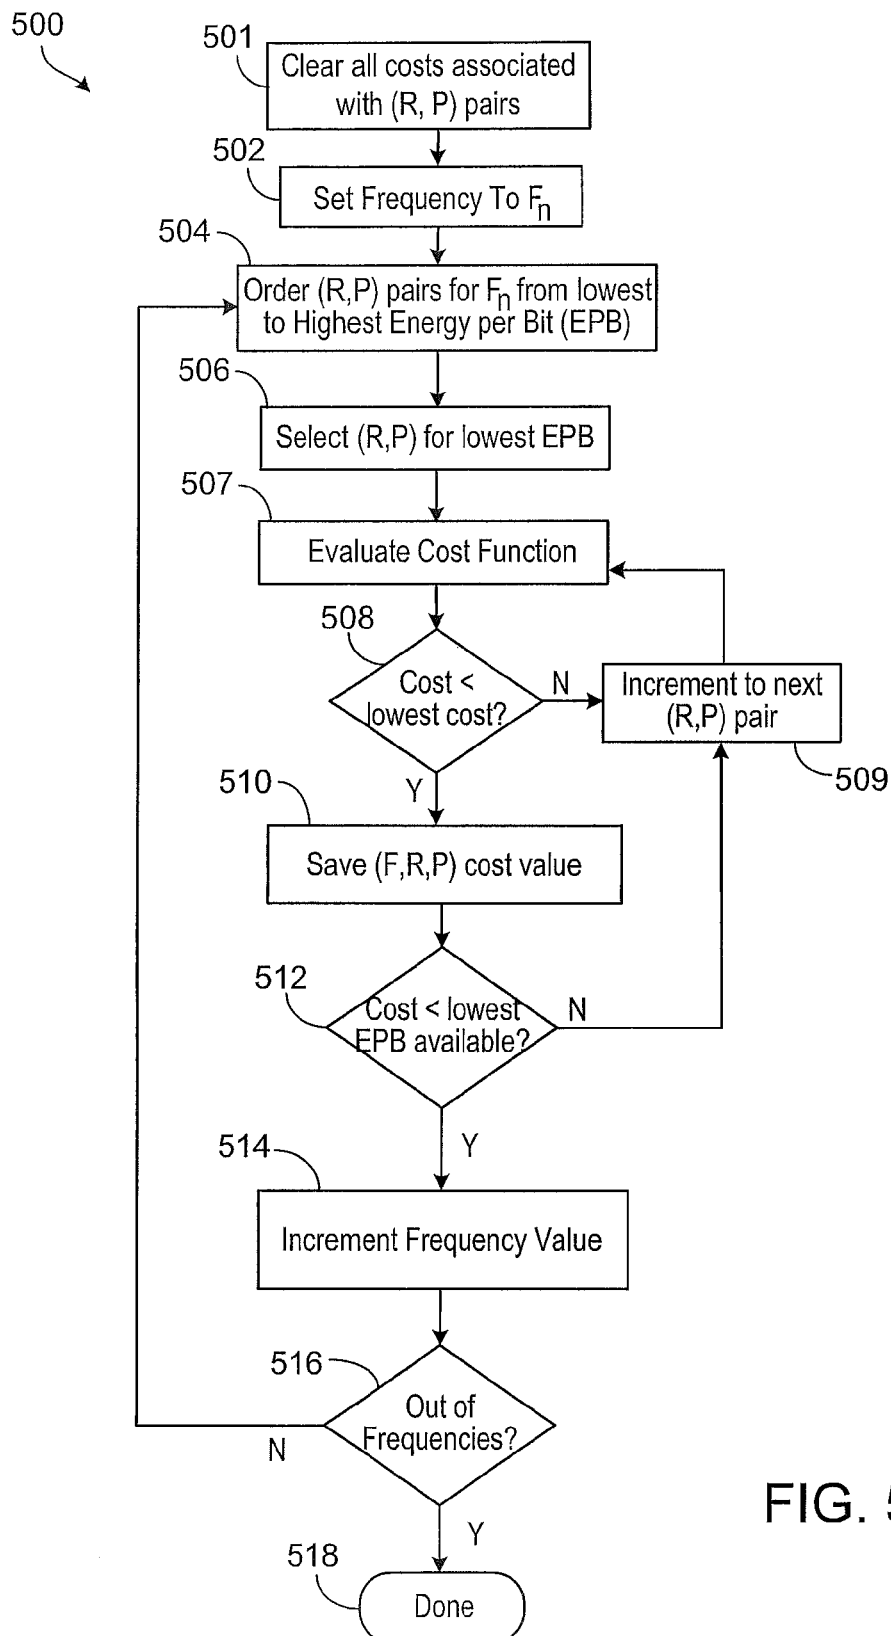 500
501
Clear all costs associated
with (R, P) pairs
502
Set Frequency To Fn
504
Order (R,P) pairs for Fn from lowest
to Highest Energy per Bit (EPB)
506
Select (R,P) for lowest EPB
507
Evaluate Cost Function
508
Cost <
lowest cost?
N
Increment to next
(R,P) pair
509
Y
510
Save (F,R,P) cost value
512
Cost < lowest
EPB available?
N
Y
514
Increment Frequency Value
516
Out of
Frequencies?
N
Y
FIG. 5
518
Done